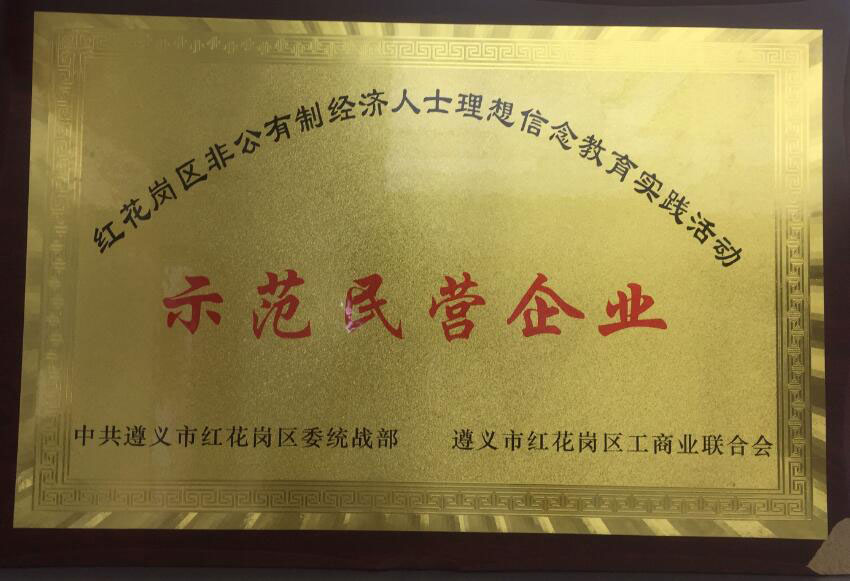 红花岗区非公有制经济人士理想信念教育实践活动
示范民营企业
中共遵义市红花岗区委统战部 遵义市红花岗区工商业联合会